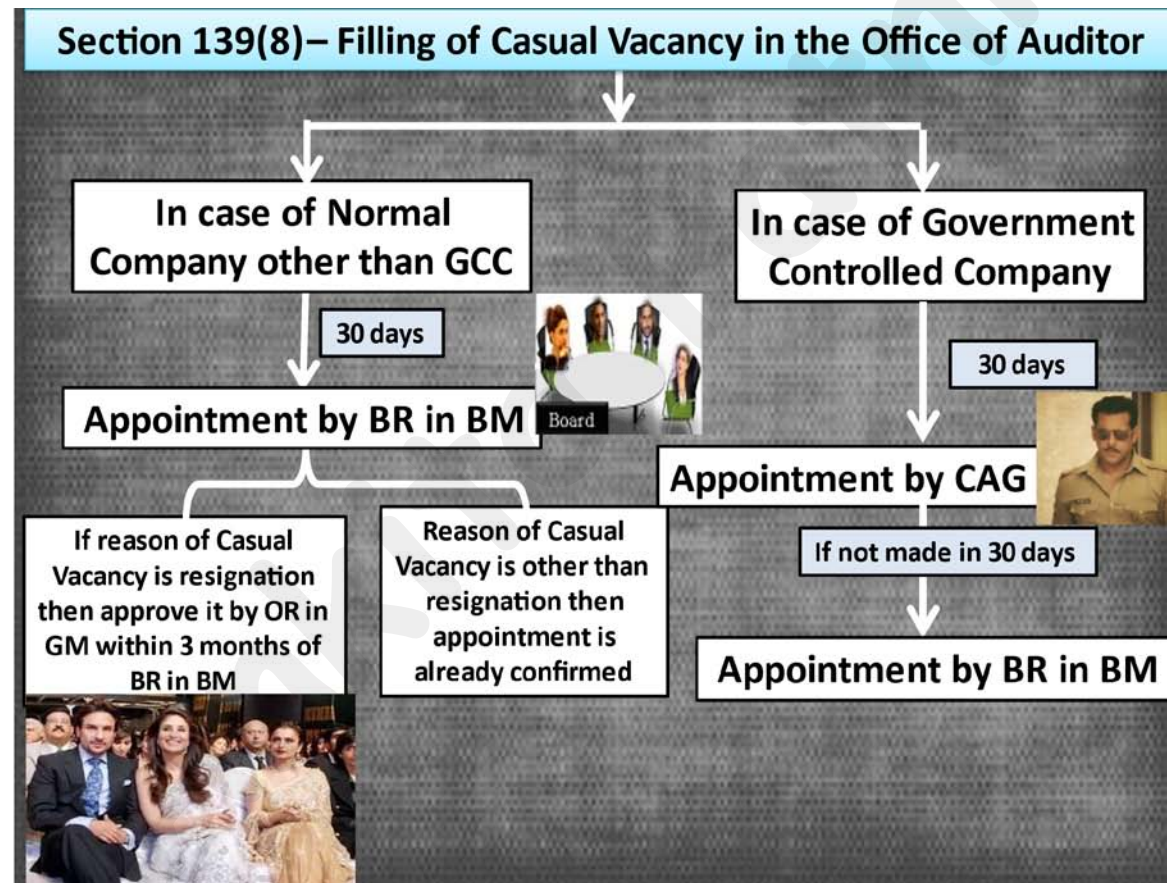 Section 139(8)– Filling of Casual Vacancy in the Office of Auditor
In case of Normal
Company other than GCC
30 days
Appointment by BR in BM
Board
If reason of Casual
Vacancy is resignation
then approve it by OR in
GM within 3 months of
BR in BM
Reason of Casual
Vacancy is other than
resignation then
appointment is
already confirmed
In case of Government
Controlled Company
30 days
Appointment by CAG
If not made in 30 days
Appointment by BR in BM